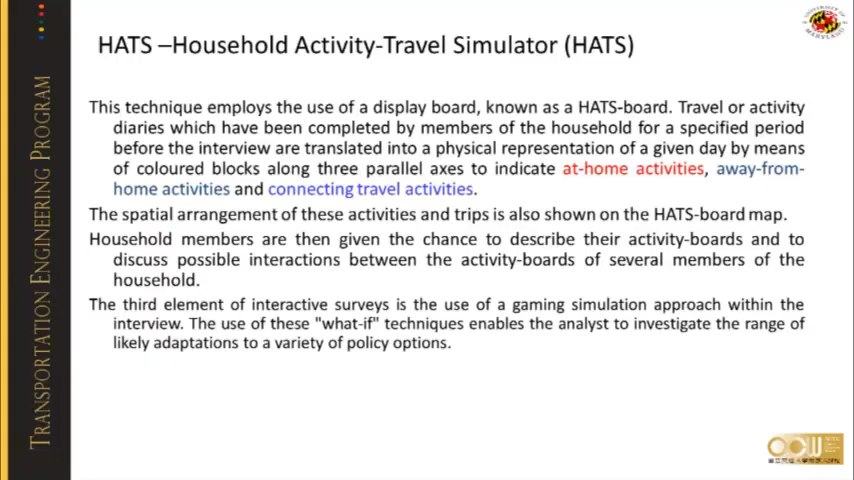 HATS –Household Activity-Travel Simulator (HATS)
This technique employs the use of a display board, known as a HATS-board. Travel or activity
diaries which have been completed by members of the household for a specified period
before the interview are translated into a physical representation of a given day by means
of coloured blocks along three parallel axes to indicate at-home activities, away-from-
home activities and connecting travel activities.
The spatial arrangement of these activities and trips is also shown on the HATS-board map.
Household members are then given the chance to describe their activity-boards and to
discuss possible interactions between the activity-boards of several members of the
household.
The third element of interactive surveys is the use of a gaming simulation approach within the
interview. The use of these "what-if" techniques enables the analyst to investigate the range of
likely adaptations to a variety of policy options.
TRANSPORTATION ENGINEERING PROGRAM
UNIVERSITY OF
MARYLAND
OCW